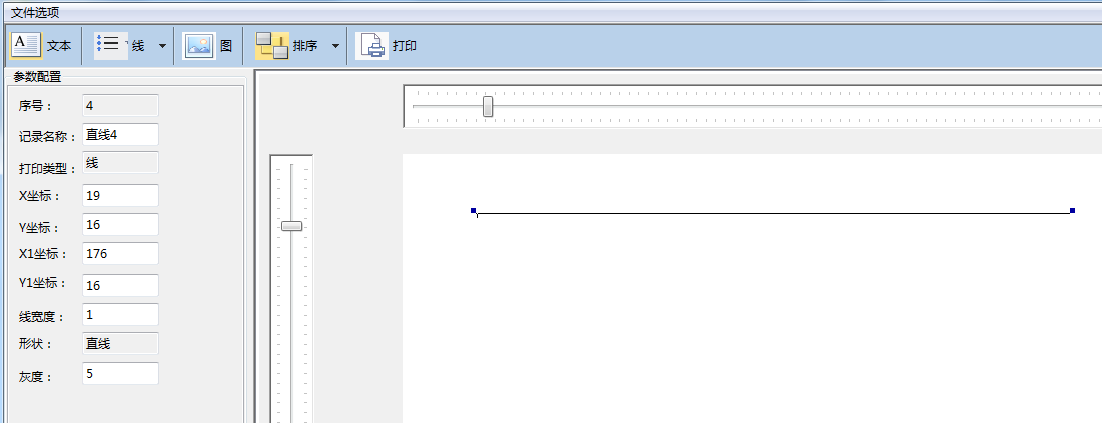 文件选项
A 文本 线 图 排序 打印
参数配置
序号： 4
记录名称： 直线4
打印类型： 线
X坐标： 19
Y坐标： 16
X1坐标： 176
Y1坐标： 16
线宽度： 1
形状： 直线
灰度： 5